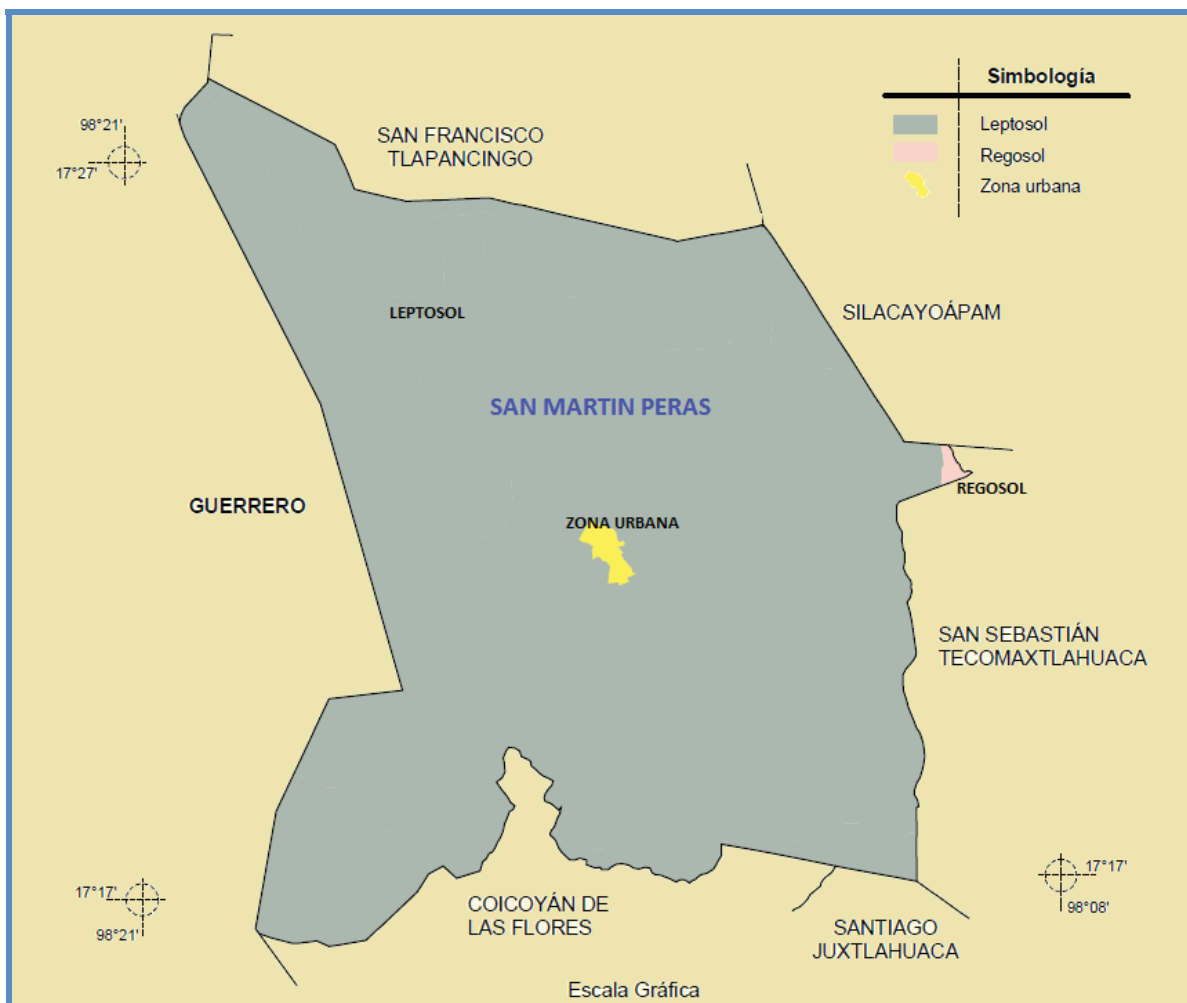 Simbología
Leptosol
Regosol
Zona urbana
98°21'
17°27'
SAN FRANCISCO
TLAPANCINGO
LEPTOSOL
SILACAYOÁPAM
SAN MARTIN PERAS
GUERRERO
REGOSOL
ZONA URBANA
SAN SEBASTIÁN
TECOMAXTLAHUACA
17°17'
98°21'
COICOYÁN DE
LAS FLORES
SANTIAGO
JUXTLAHUACA
17°17'
98°08'
Escala Gráfica